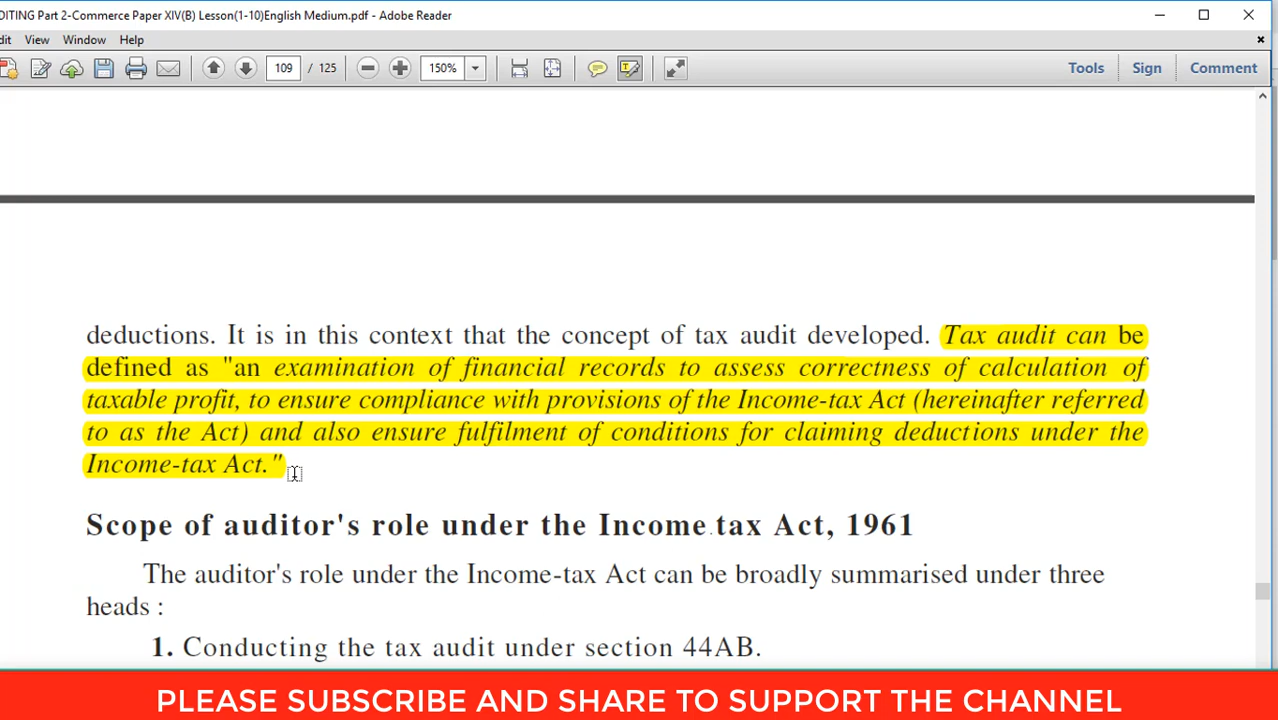 DITING Part 2-Commerce Paper XIV(B) Lesson(1-10)English Medium.pdf - Adobe Reader
dit View Window Help
109 / 125 150% Tools Sign Comment
deductions. It is in this context that the concept of tax audit developed. Tax audit can be
defined as "an examination of financial records to assess correctness of calculation of
taxable profit, to ensure compliance with provisions of the Income-tax Act (hereinafter referred
to as the Act) and also ensure fulfilment of conditions for claiming deductions under the
Income-tax Act."
Scope of auditor's role under the Income.tax Act, 1961
The auditor's role under the Income-tax Act can be broadly summarised under three
heads :
1. Conducting the tax audit under section 44AB.
PLEASE SUBSCRIBE AND SHARE TO SUPPORT THE CHANNEL